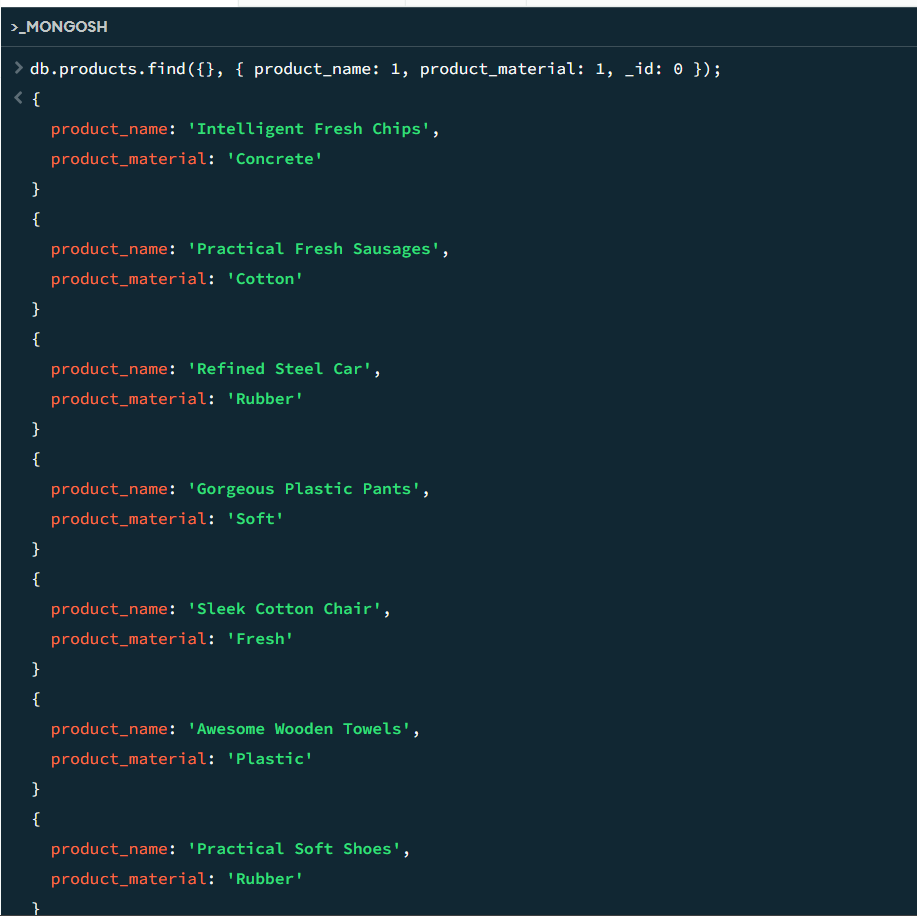 >_MONGOSH
> db.products.find({}, { product_name: 1, product_material: 1, _id: 0 });
< {
product_name: 'Intelligent Fresh Chips',
product_material: 'Concrete'
}
{
product_name: 'Practical Fresh Sausages',
product_material: 'Cotton'
}
{
product_name: 'Refined Steel Car',
product_material: 'Rubber'
}
{
product_name: 'Gorgeous Plastic Pants',
product_material: 'Soft'
}
{
product_name: 'Sleek Cotton Chair',
product_material: 'Fresh'
}
{
product_name: 'Awesome Wooden Towels',
product_material: 'Plastic'
}
{
product_name: 'Practical Soft Shoes',
product_material: 'Rubber'
}